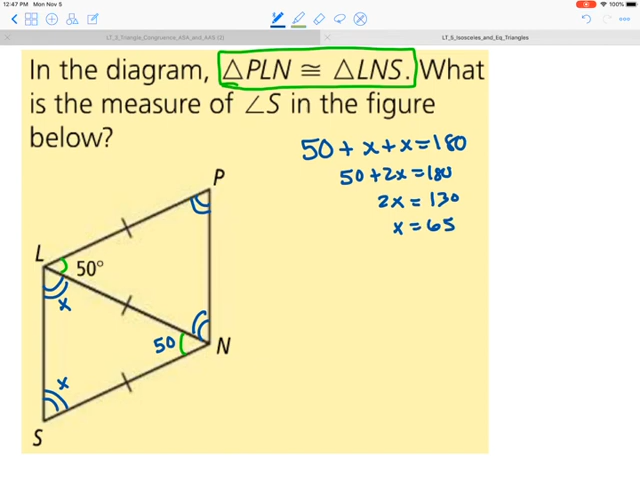 12:47 PM Wed Nov 5
100%
LT_3_Triangle_Congruence_ASA_and_AAS (2)
LT_5_Isosceles_and_Eq_Triangles
In the diagram, △PLN ≅ △LNS. What
is the measure of ∠S in the figure
below?
50 + x + x = 180
50 + 2x = 180
2x = 130
x = 65
P
L
50°
x
50
N
x
S